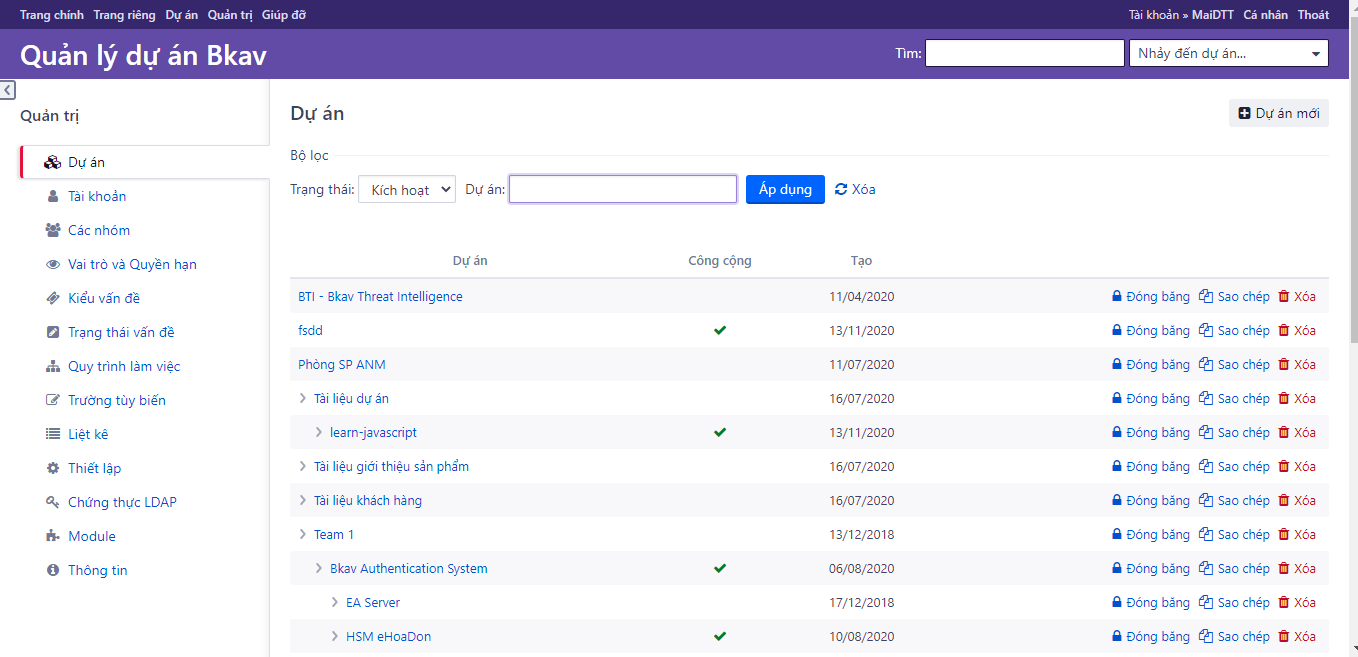 Trang chính Trang riêng Dự án Quản trị Giúp đỡ
Tài khoản » MaiDTT Cá nhân Thoát
Quản lý dự án Bkav
Tìm: Nhảy đến dự án...
Quản trị
Dự án
Tài khoản
Các nhóm
Vai trò và Quyền hạn
Kiểu vấn đề
Trạng thái vấn đề
Quy trình làm việc
Trường tùy biến
Liệt kê
Thiết lập
Chứng thực LDAP
Module
Thông tin
Dự án
Dự án mới
Bộ lọc
Trạng thái: Kích hoạt Dự án: Áp dụng Xóa
Dự án Công cộng Tạo
BTI - Bkav Threat Intelligence 11/04/2020 Đóng băng Sao chép Xóa
fsdd 13/11/2020 Đóng băng Sao chép Xóa
Phòng SP ANM 11/07/2020 Đóng băng Sao chép Xóa
Tài liệu dự án 16/07/2020 Đóng băng Sao chép Xóa
learn-javascript 13/11/2020 Đóng băng Sao chép Xóa
Tài liệu giới thiệu sản phẩm 16/07/2020 Đóng băng Sao chép Xóa
Tài liệu khách hàng 16/07/2020 Đóng băng Sao chép Xóa
Team 1 13/12/2018 Đóng băng Sao chép Xóa
Bkav Authentication System 06/08/2020 Đóng băng Sao chép Xóa
EA Server 17/12/2018 Đóng băng Sao chép Xóa
HSM eHoaDon 10/08/2020 Đóng băng Sao chép Xóa